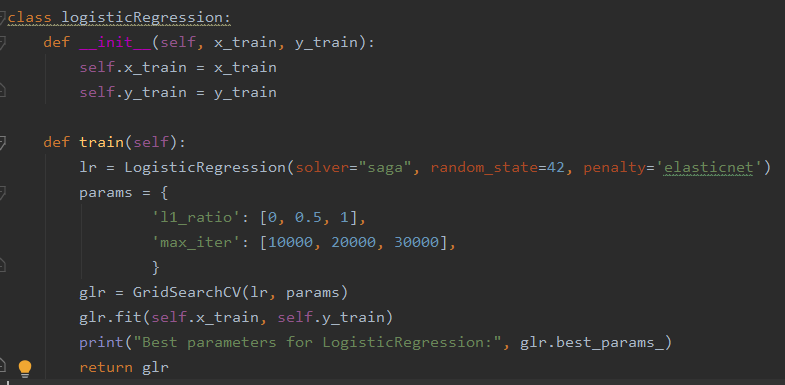 class logisticRegression:
    def __init__(self, x_train, y_train):
        self.x_train = x_train
        self.y_train = y_train

    def train(self):
        lr = LogisticRegression(solver="saga", random_state=42, penalty='elasticnet')
        params = {
                'l1_ratio': [0, 0.5, 1],
                'max_iter': [10000, 20000, 30000],
                }
        glr = GridSearchCV(lr, params)
        glr.fit(self.x_train, self.y_train)
        print("Best parameters for LogisticRegression:", glr.best_params_)
        return glr